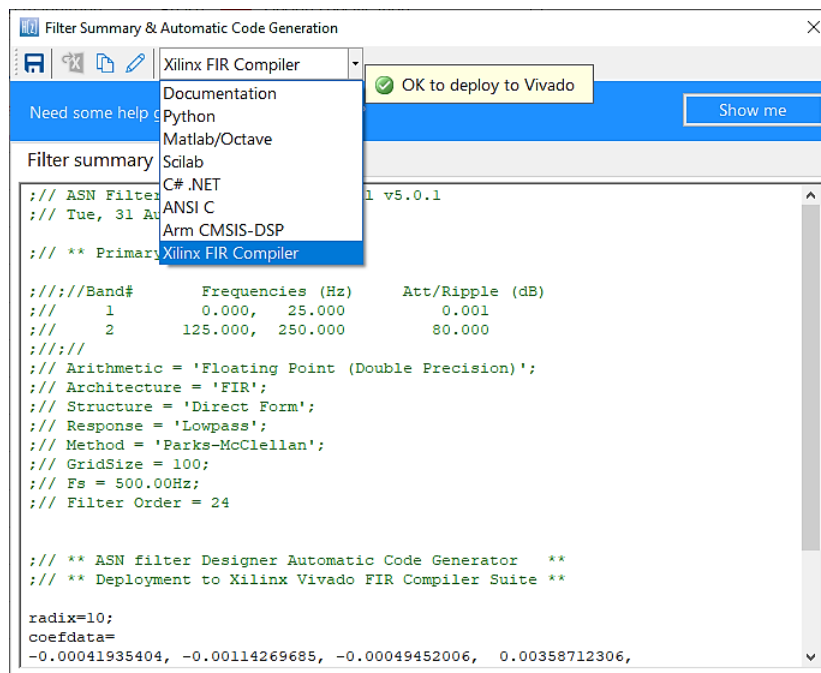 Filter Summary & Automatic Code Generation
Xilinx FIR Compiler
OK to deploy to Vivado
Documentation
Python
Matlab/Octave
Scilab
C# .NET
ANSI C
Arm CMSIS-DSP
Xilinx FIR Compiler
Need some help
Show me
Filter summary
;// ASN Filter v5.0.1
;// Tue, 31
;// ** Primary
;//;//Band# Frequencies (Hz) Att/Ripple (dB)
;// 1 0.000, 25.000 0.001
;// 2 125.000, 250.000 80.000
;//;//
;// Arithmetic = 'Floating Point (Double Precision)';
;// Architecture = 'FIR';
;// Structure = 'Direct Form';
;// Response = 'Lowpass';
;// Method = 'Parks-McClellan';
;// GridSize = 100;
;// Fs = 500.00Hz;
;// Filter Order = 24
;// ** ASN filter Designer Automatic Code Generator **
;// ** Deployment to Xilinx Vivado FIR Compiler Suite **
radix=10;
coefdata=
-0.00041935404, -0.00114269685, -0.00049452006, 0.00358712306,